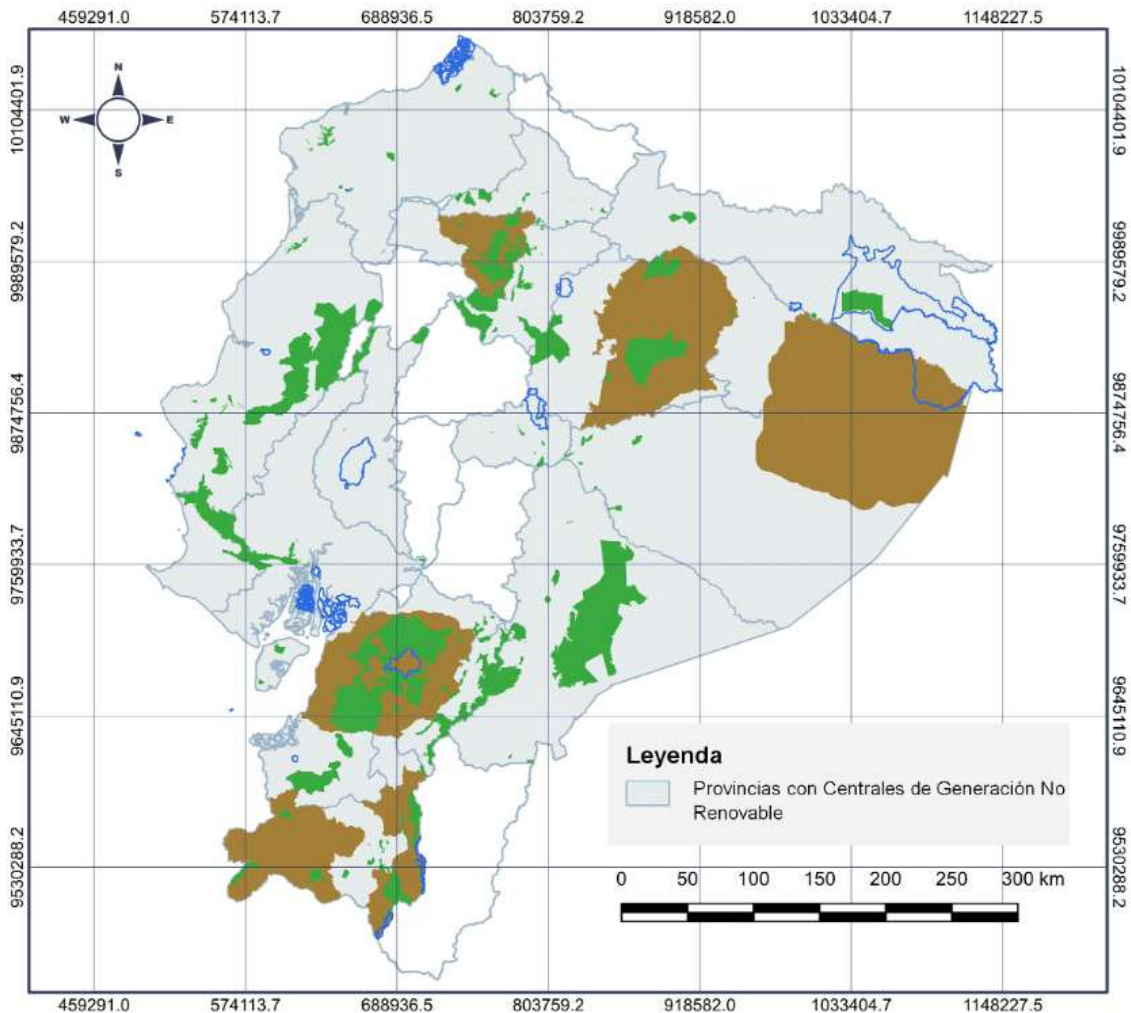 459291.0 574113.7 688936.5 803759.2 918582.0 1033404.7 1148227.5
10104401.9 10104401.9
N
W E
S
9989579.2 9989579.2
9874756.4 9874756.4
9759933.7 9759933.7
9645110.9 9645110.9
Leyenda
Provincias con Centrales de Generación No
Renovable
9530288.2 9530288.2
0 50 100 150 200 250 300 km
459291.0 574113.7 688936.5 803759.2 918582.0 1033404.7 1148227.5